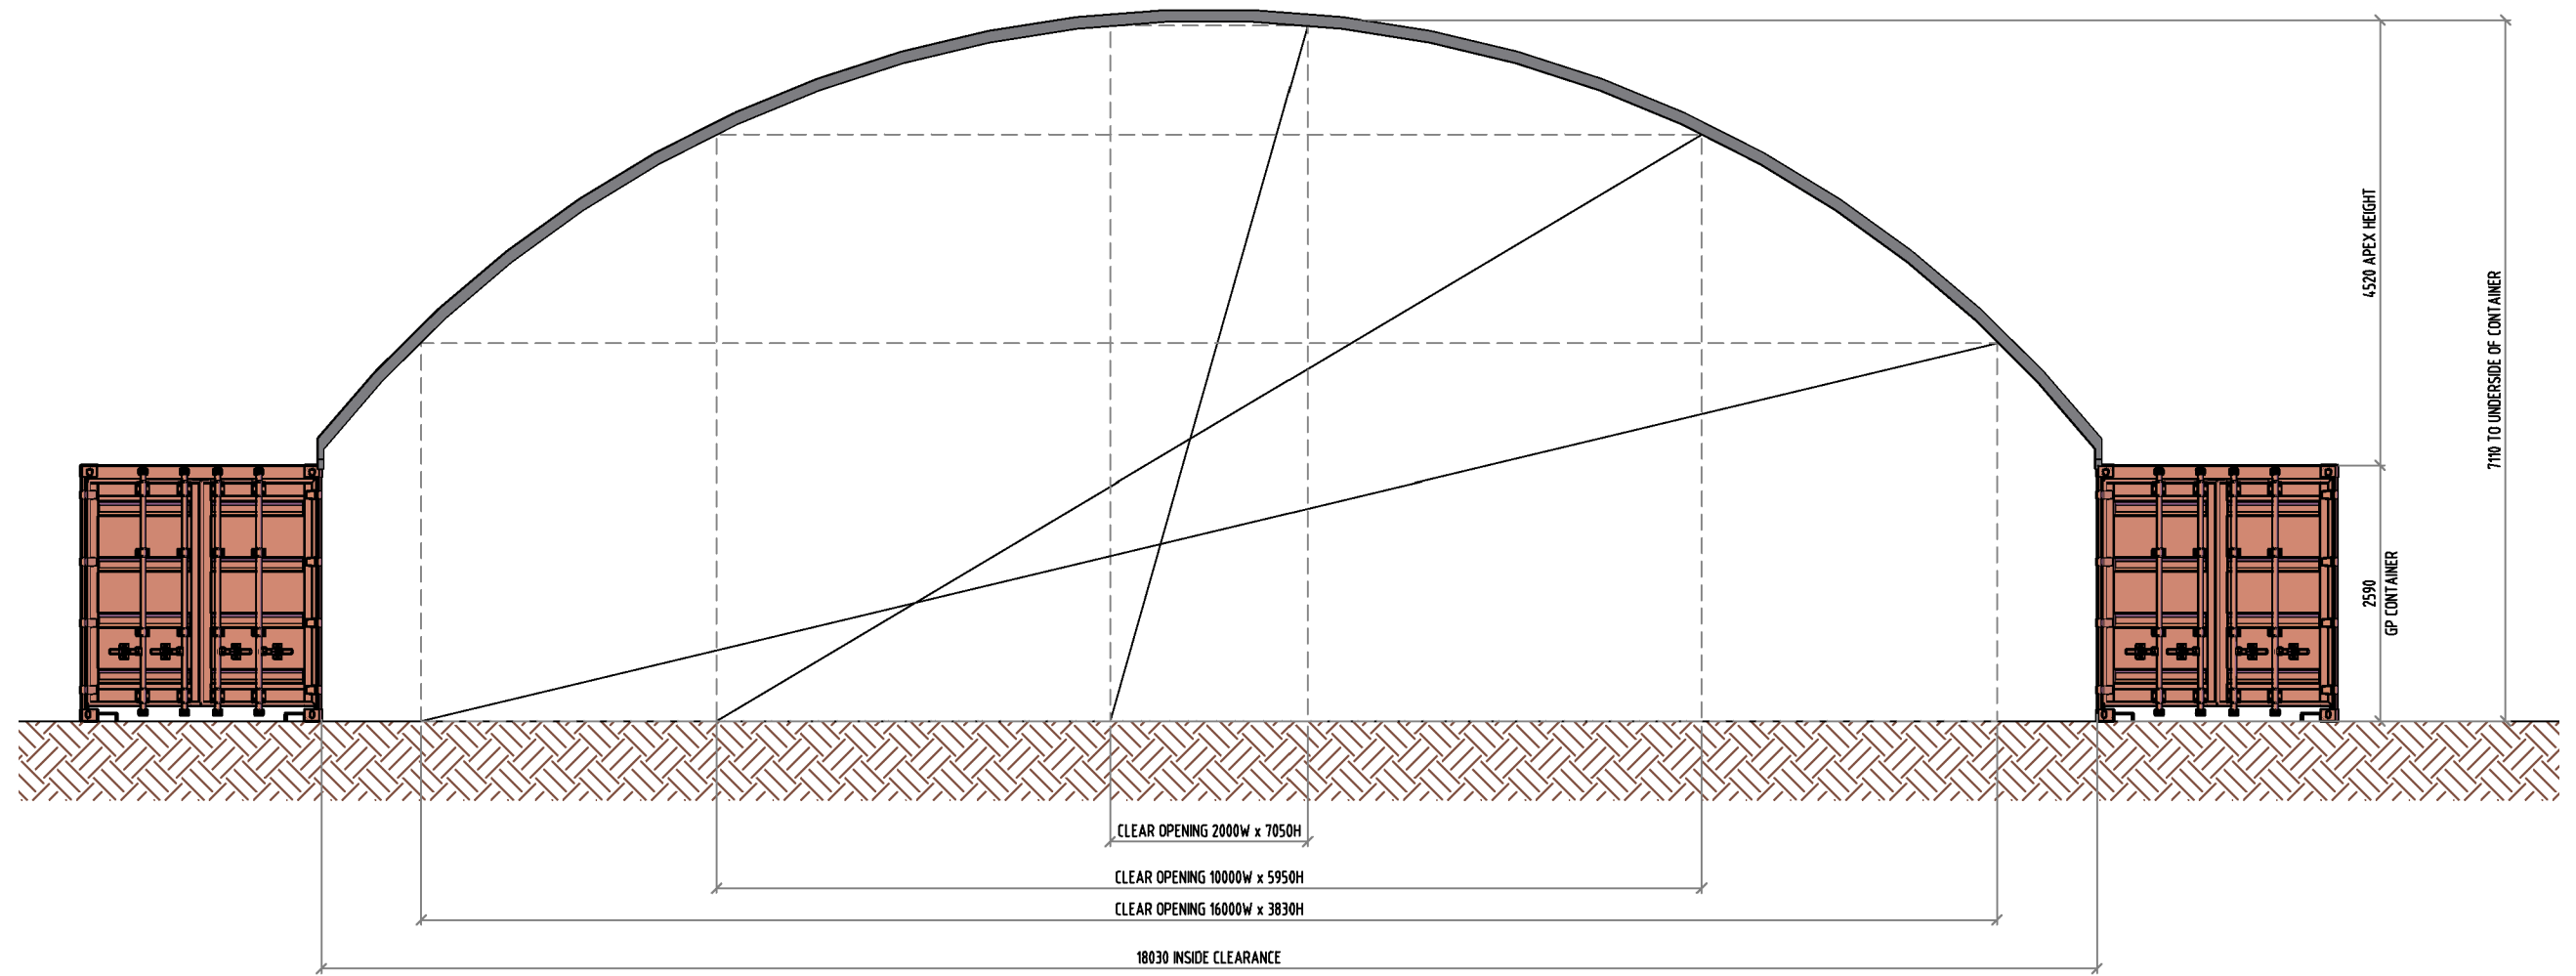 4520 APEX HEIGHT
7110 TO UNDERSIDE OF CONTAINER
2590
GP CONTAINER
CLEAR OPENING 2000W x 7050H
CLEAR OPENING 10000W x 5950H
CLEAR OPENING 16000W x 3830H
18030 INSIDE CLEARANCE